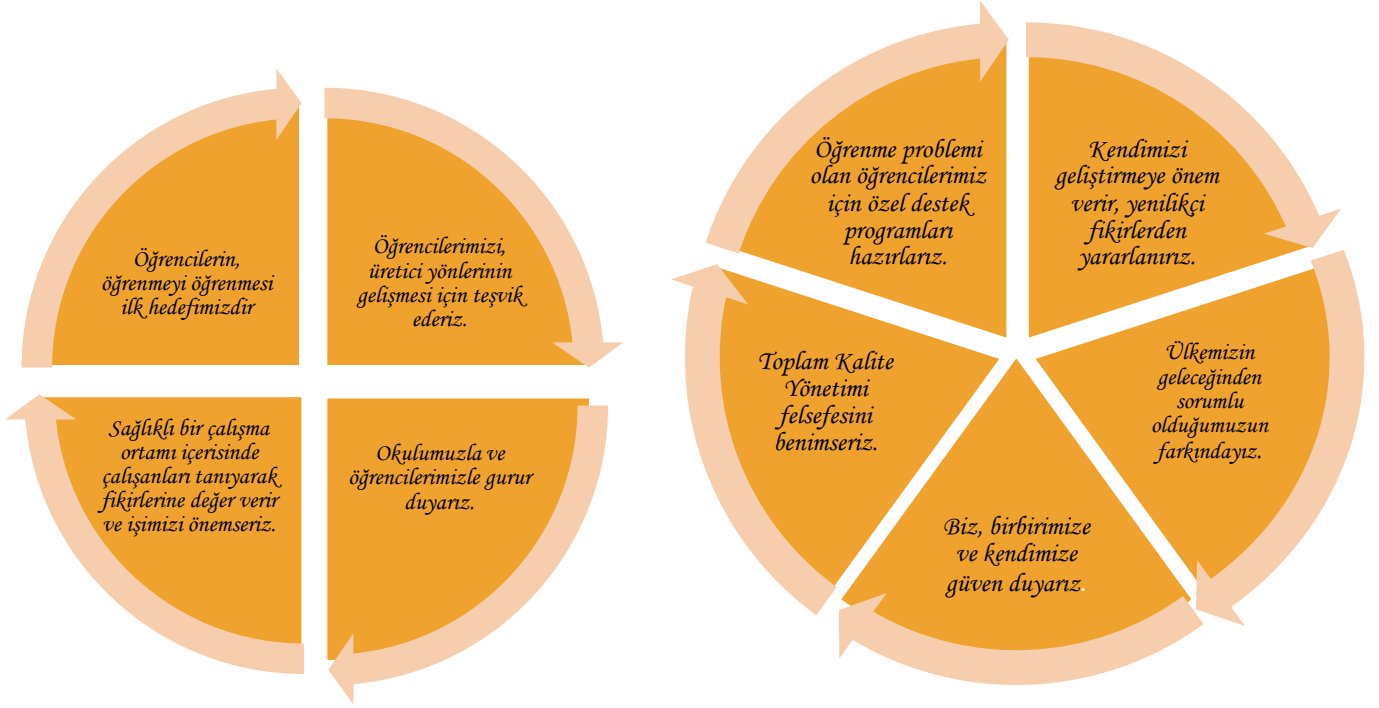 Öğrencilerin,
öğrenmeyi öğrenmesi
ilk hedefimizdir
Öğrencilerimizi,
üretici yönlerinin
gelişmesi için teşvik
ederiz.
Okulumuzla ve
öğrencilerimizle gurur
duyarız.
Sağlıklı bir çalışma
ortamı içerisinde
çalışanları tanıyarak
fikirlerine değer verir
ve işimizi önemseriz.
Öğrenme problemi
olan öğrencilerimiz
için özel destek
programları
hazırlarız.
Kendimizi
geliştirmeye önem
verir, yenilikçi
fikirlerden
yararlanırız.
Ülkemizin
geleceğinden
sorumlu
olduğumuzun
farkındayız.
Biz, birbirimize
ve kendimize
güven duyarız.
Toplam Kalite
Yönetimi
felsefesini
benimseriz.